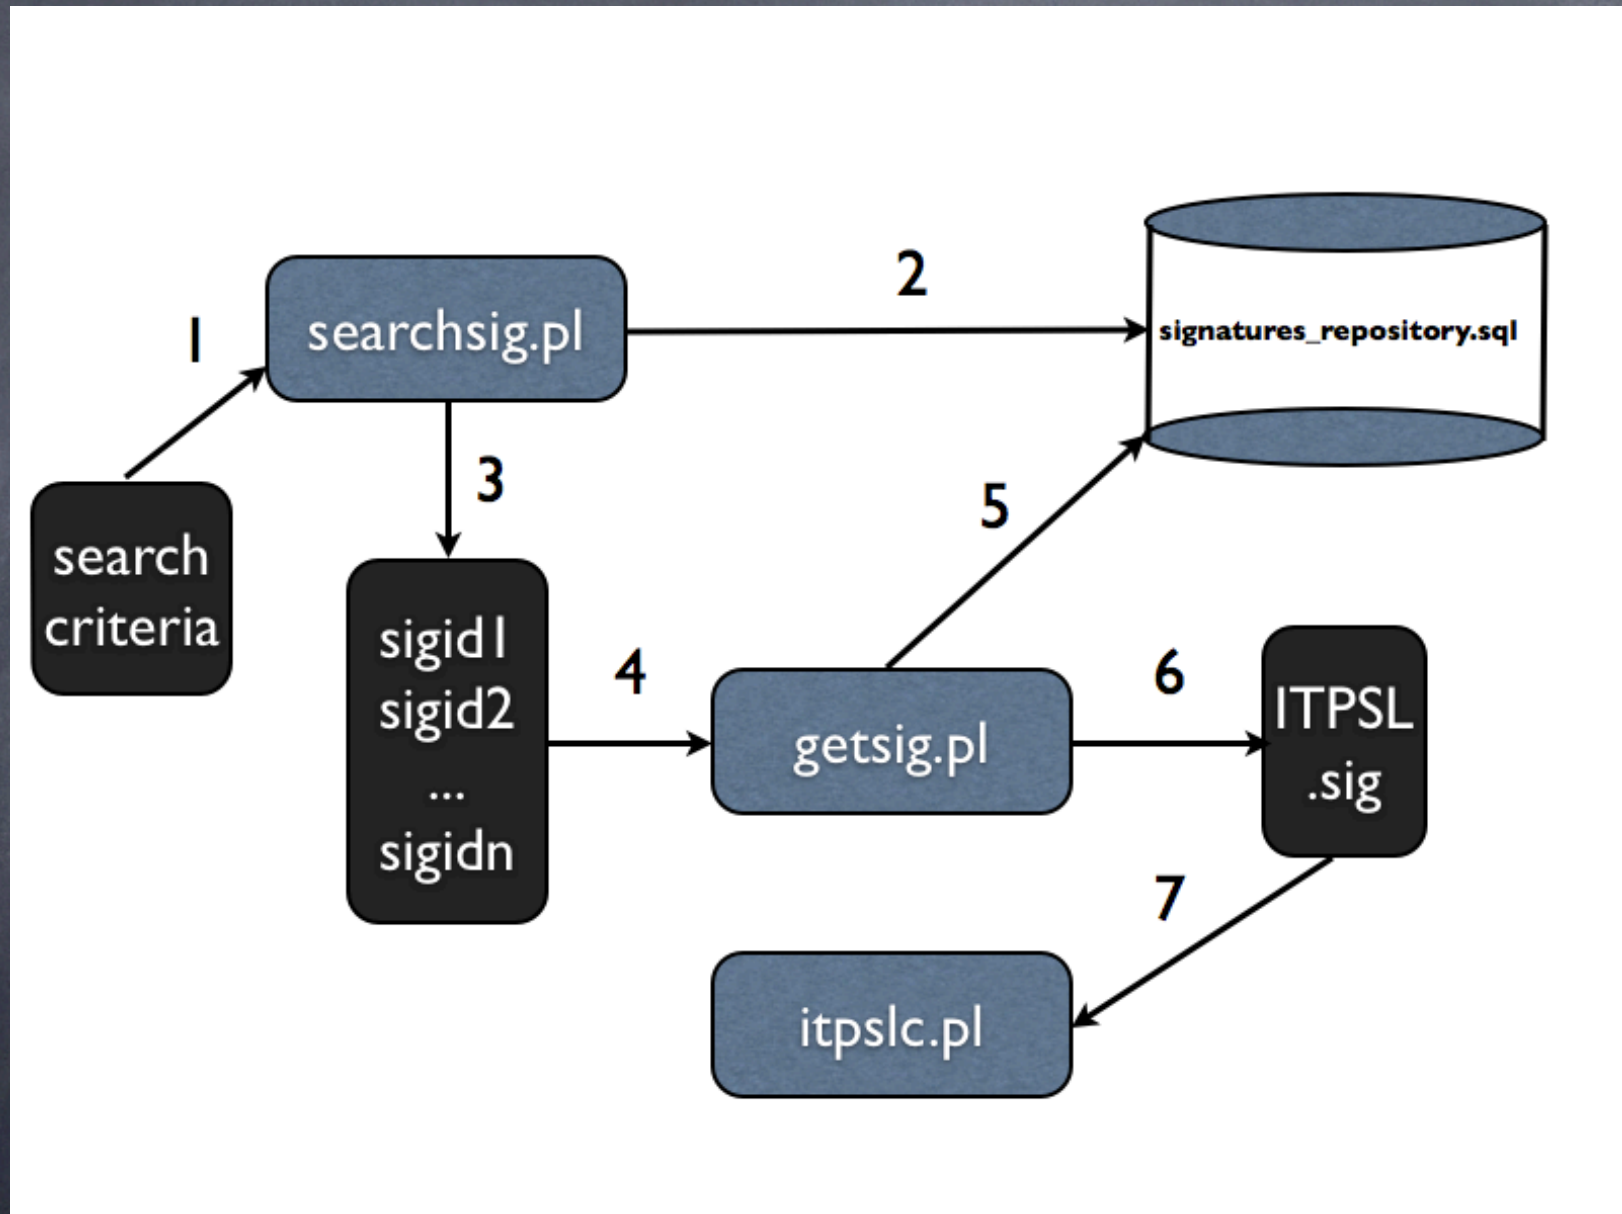 1
searchsig.pl
2
signatures_repository.sql
3
search
criteria
sigid1
sigid2
...
sigidn
4
getsig.pl
5
6
ITPSL
.sig
7
itpslc.pl